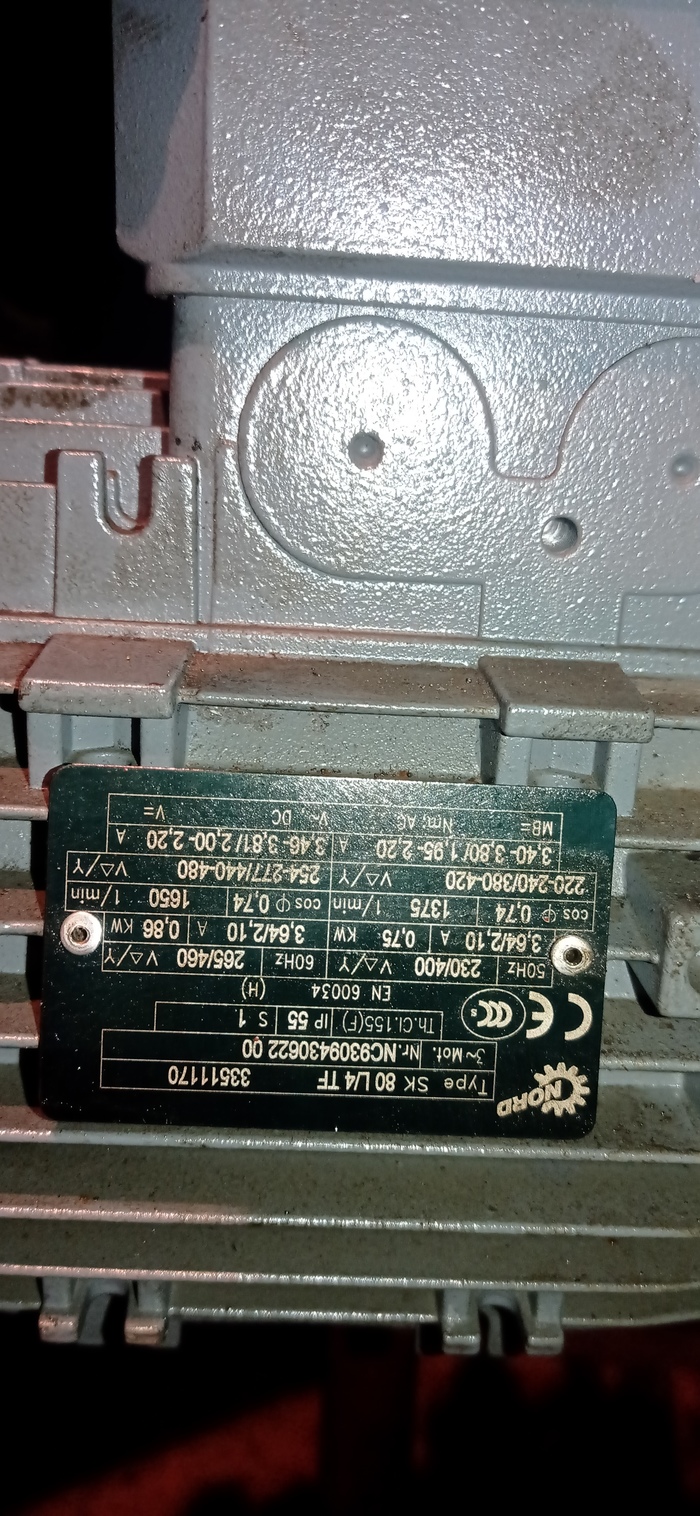 NORD
Type SK 80 L/4 TF 33511170
3~Mot. Nr.NC9309430622 00
CE CCC S Th.Cl.155(F) IP 55 S 1
EN 60034 (H)
50Hz 230/400 V △/Y 60Hz 265/460 V △/Y
3,64/2,10 A 0,75 KW 3,64/2,10 A 0,86 KW
cos φ 0,74 1375 1/min cos φ 0,74 1650 1/min
220-240/380-420 V △/Y 254-277/440-480 V △/Y
3,40- 3,80/ 1,95- 2,20 A 3,46- 3,81/ 2,00- 2,20 A
MB= Nm; AC V~ DC V=